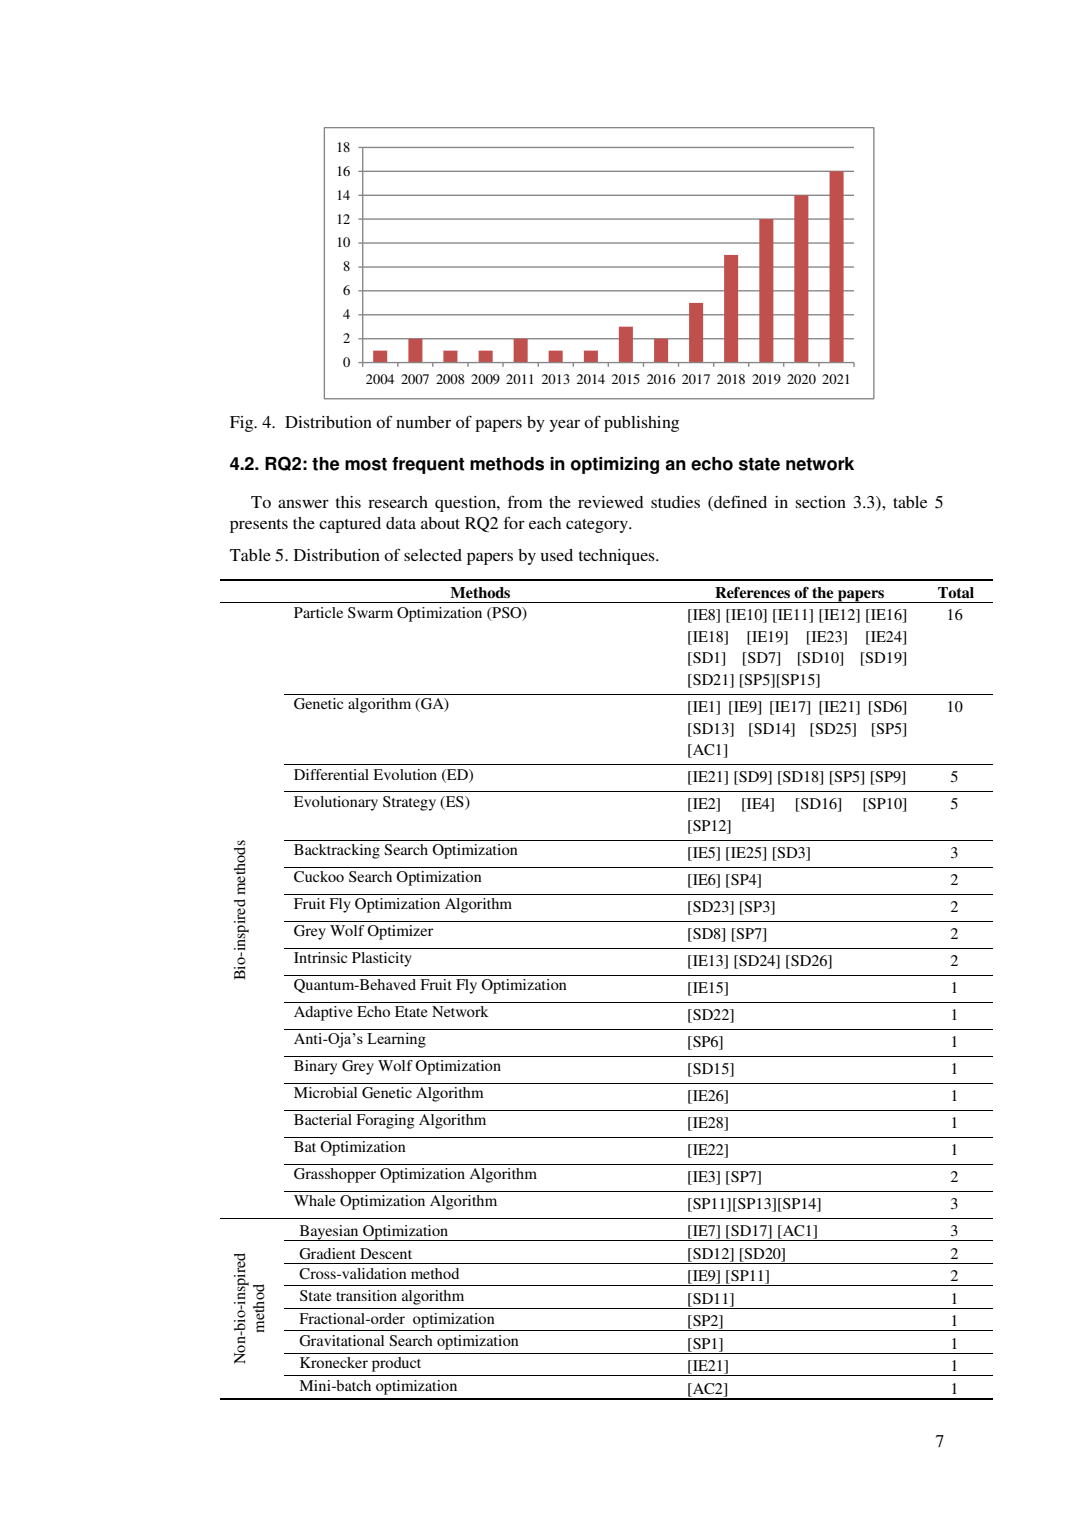 18
16
14
12
10
8
6
4
2
0
2004 2007 2008 2009 2011 2013 2014 2015 2016 2017 2018 2019 2020 2021
Fig. 4. Distribution of number of papers by year of publishing
4.2. RQ2: the most frequent methods in optimizing an echo state network
To answer this research question, from the reviewed studies (defined in section 3.3), table 5
presents the captured data about RQ2 for each category.
Table 5. Distribution of selected papers by used techniques.
Methods References of the papers Total
Bio-inspired methods
Particle Swarm Optimization (PSO) [IE8] [IE10] [IE11] [IE12] [IE16] 16
[IE18] [IE19] [IE23] [IE24]
[SD1] [SD7] [SD10] [SD19]
[SD21] [SP5][SP15]
Genetic algorithm (GA) [IE1] [IE9] [IE17] [IE21] [SD6] 10
[SD13] [SD14] [SD25] [SP5]
[AC1]
Differential Evolution (ED) [IE21] [SD9] [SD18] [SP5] [SP9] 5
Evolutionary Strategy (ES) [IE2] [IE4] [SD16] [SP10] 5
[SP12]
Backtracking Search Optimization [IE5] [IE25] [SD3] 3
Cuckoo Search Optimization [IE6] [SP4] 2
Fruit Fly Optimization Algorithm [SD23] [SP3] 2
Grey Wolf Optimizer [SD8] [SP7] 2
Intrinsic Plasticity [IE13] [SD24] [SD26] 2
Quantum-Behaved Fruit Fly Optimization [IE15] 1
Adaptive Echo Etate Network [SD22] 1
Anti-Oja’s Learning [SP6] 1
Binary Grey Wolf Optimization [SD15] 1
Microbial Genetic Algorithm [IE26] 1
Bacterial Foraging Algorithm [IE28] 1
Bat Optimization [IE22] 1
Grasshopper Optimization Algorithm [IE3] [SP7] 2
Whale Optimization Algorithm [SP11][SP13][SP14] 3
Non-bio-inspired
method
Bayesian Optimization [IE7] [SD17] [AC1] 3
Gradient Descent [SD12] [SD20] 2
Cross-validation method [IE9] [SP11] 2
State transition algorithm [SD11] 1
Fractional-order optimization [SP2] 1
Gravitational Search optimization [SP1] 1
Kronecker product [IE21] 1
Mini-batch optimization [AC2] 1
7